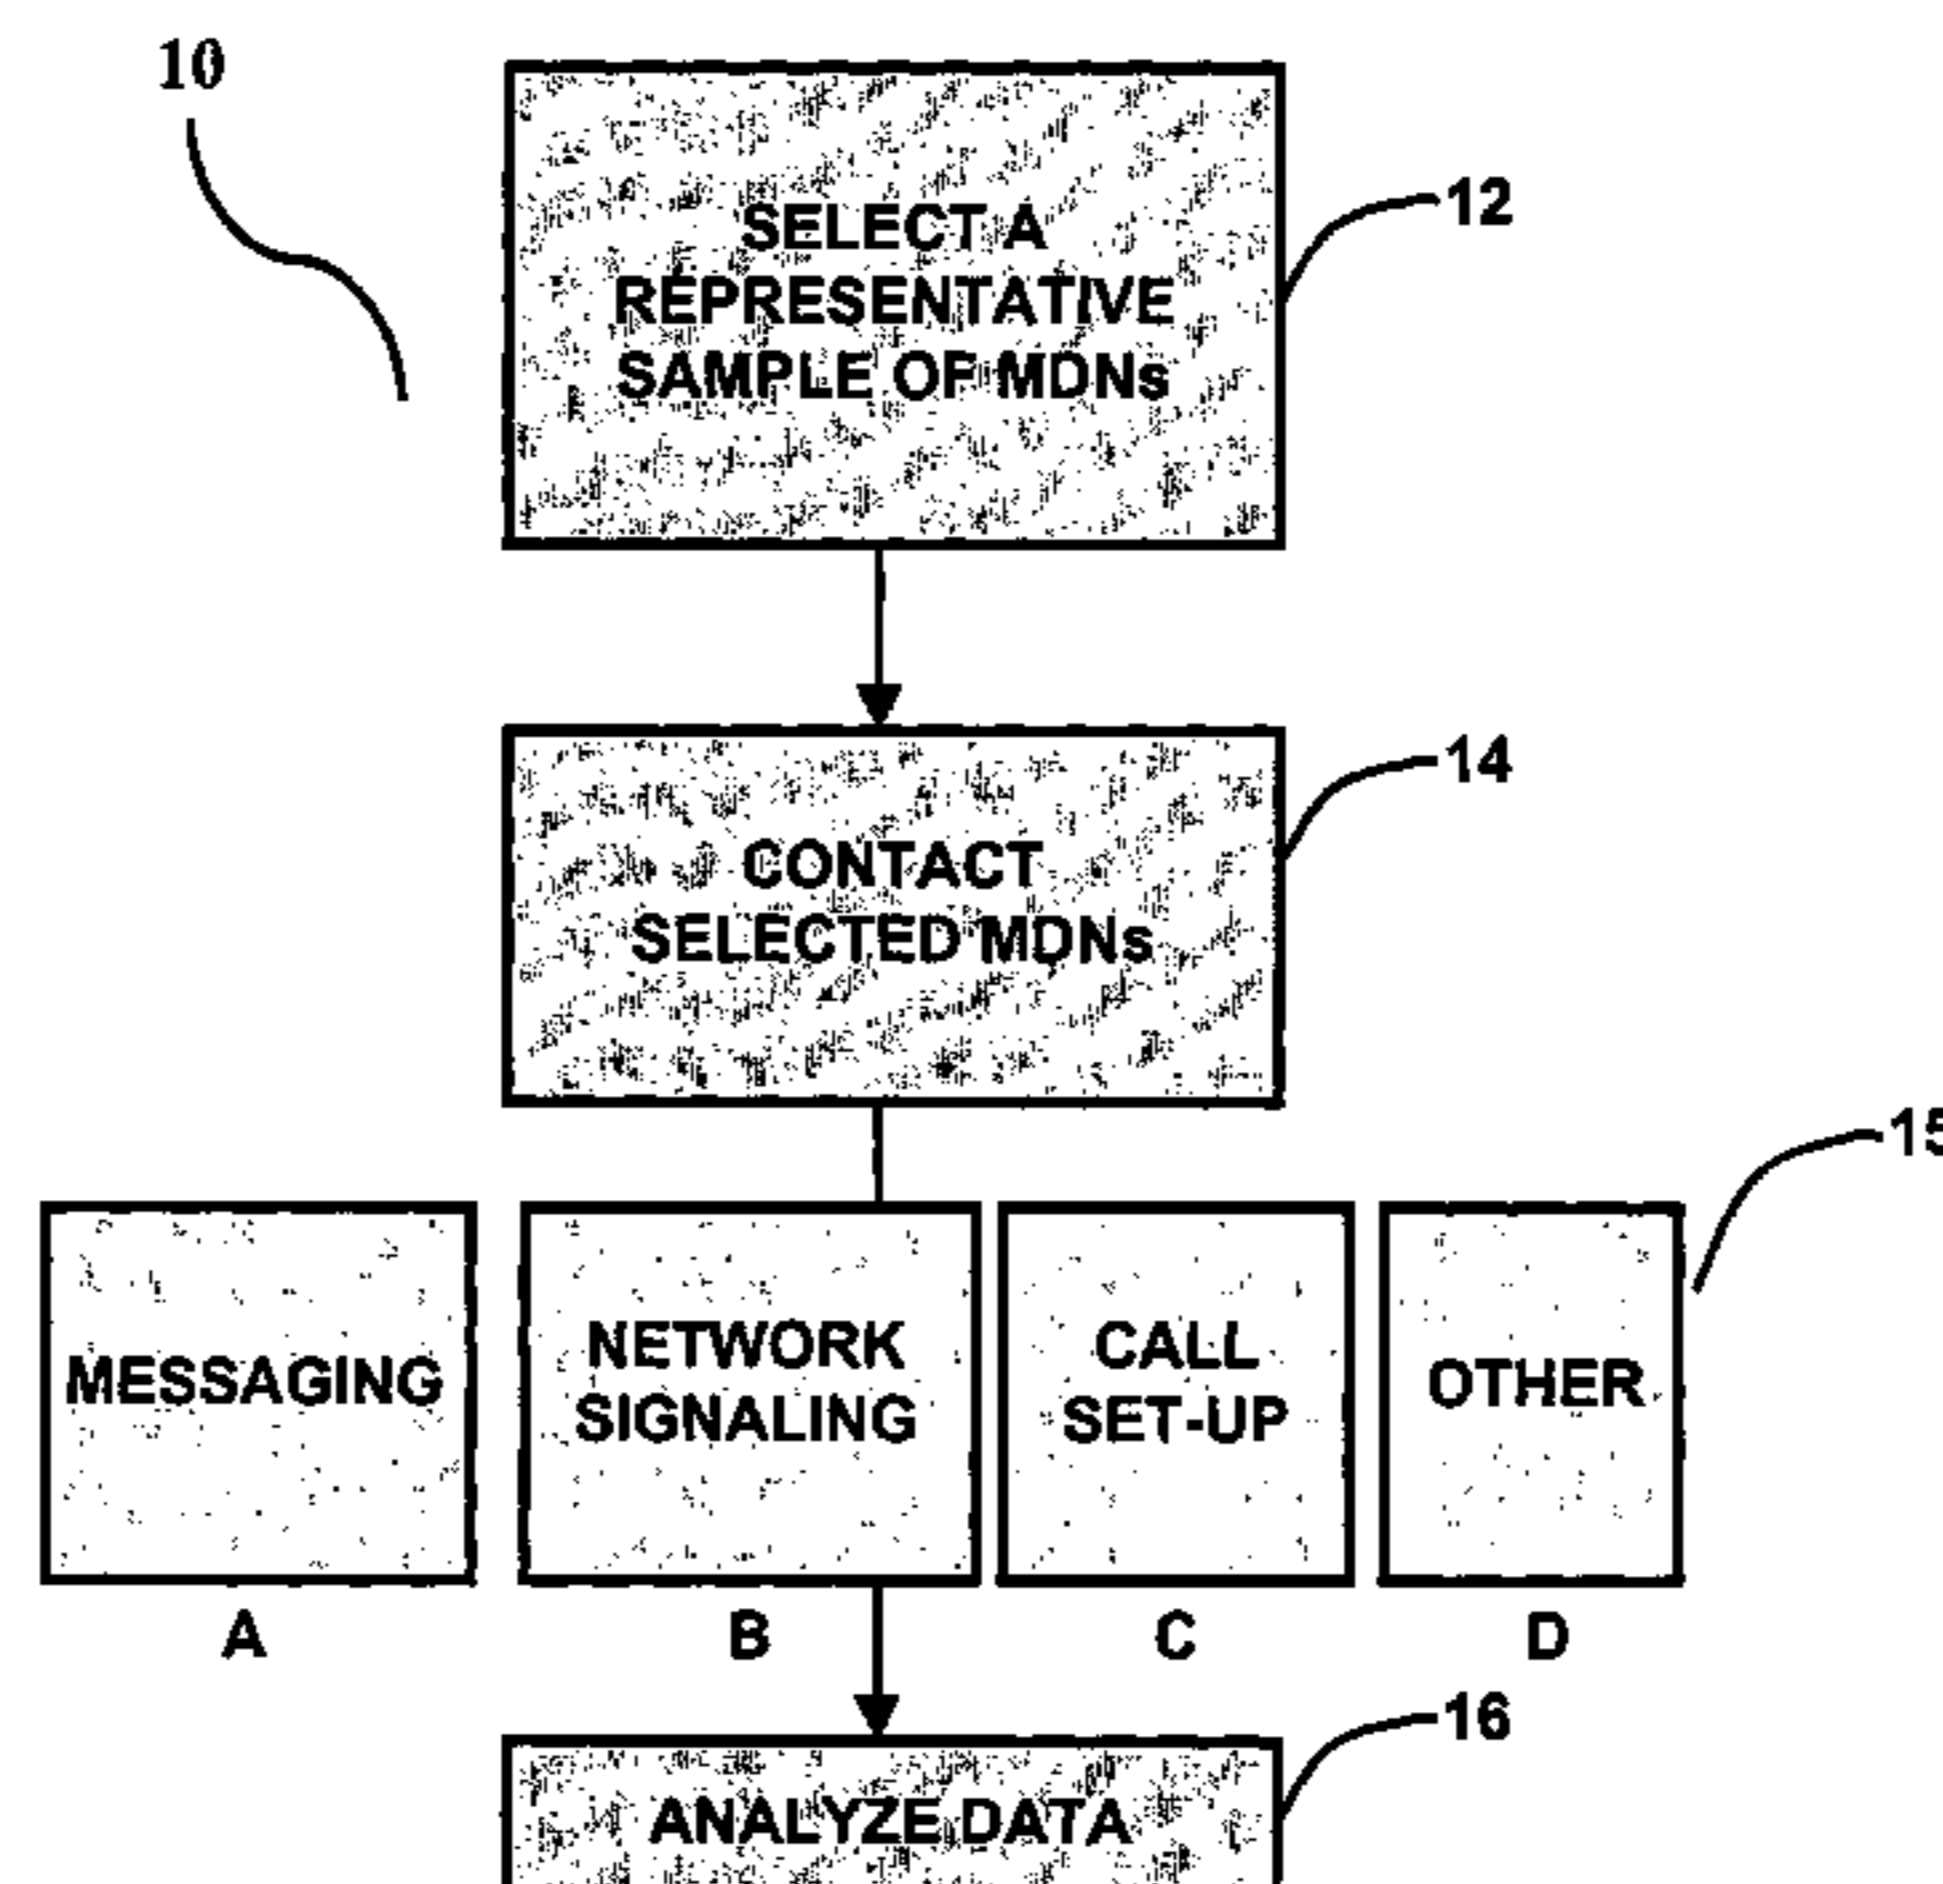 10
SELECT A
REPRESENTATIVE
SAMPLE OF MDNs
12
CONTACT
SELECTED MDNs
14
15
MESSAGING
NETWORK
SIGNALING
CALL
SET-UP
OTHER
A
B
C
D
16
ANALYZE DATA